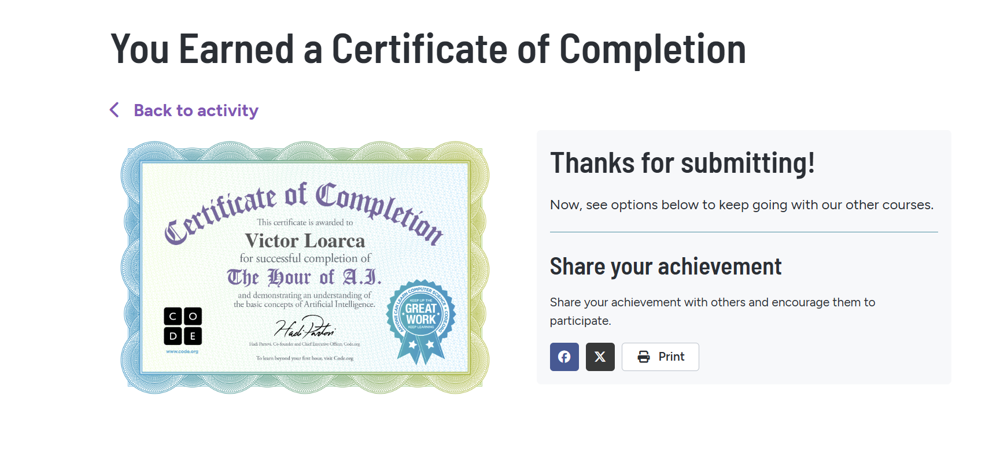 You Earned a Certificate of Completion
Back to activity
Certificate of Completion
This certificate is awarded to
Victor Loarca
for successful completion of
The Hour of A.I.
and demonstrating an understanding of
the basic concepts of Artificial Intelligence.
Hadi Partovi
Hadi Partovi, Co-founder and Chief Executive Officer, Code.org
To learn beyond your first hour, visit Code.org
C O
D E
www.code.org
ANYONE CAN LEARN COMPUTER SCIENCE • CODE.ORG
KEEP UP THE
GREAT
WORK
KEEP LEARNING
Thanks for submitting!
Now, see options below to keep going with our other courses.
Share your achievement
Share your achievement with others and encourage them to
participate.
Print